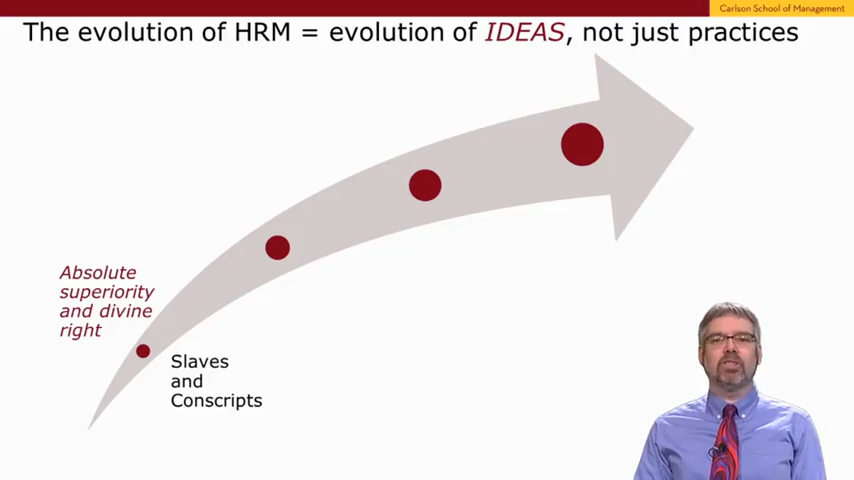 Carlson School of Management
The evolution of HRM = evolution of IDEAS, not just practices
Absolute
superiority
and divine
right
Slaves
and
Conscripts